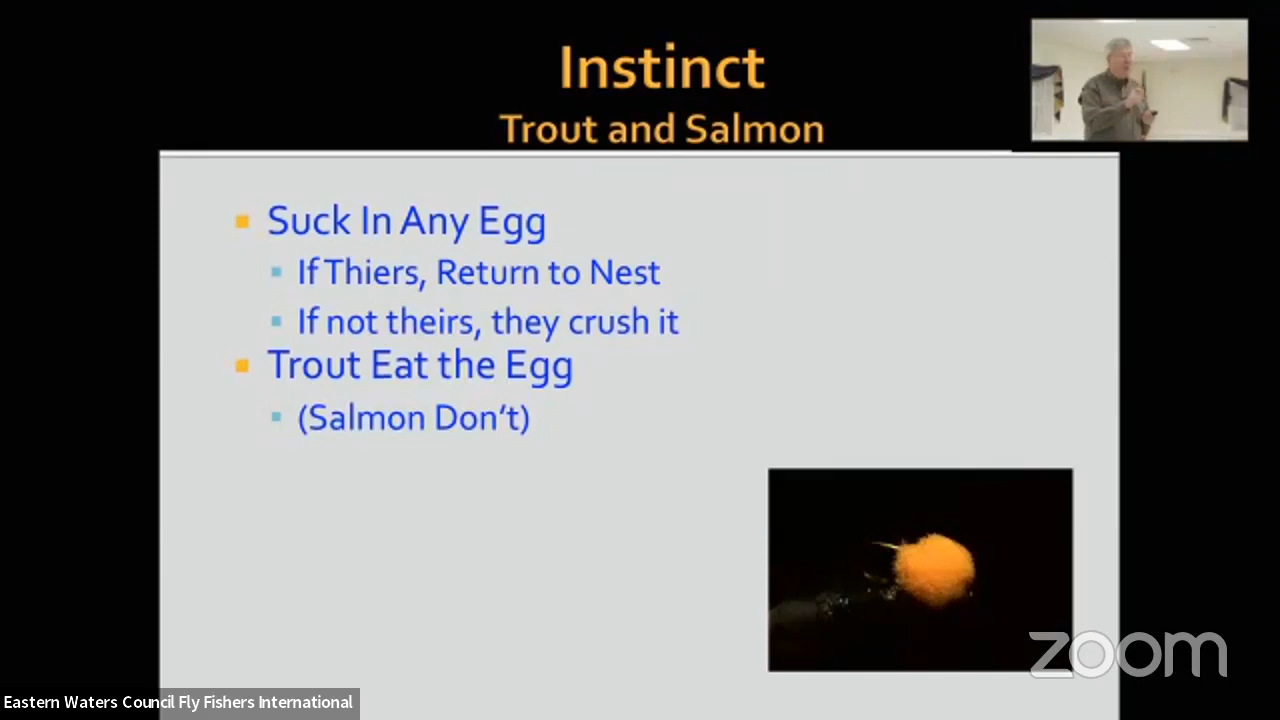 Instinct
Trout and Salmon
Suck In Any Egg
If Thiers, Return to Nest
If not theirs, they crush it
Trout Eat the Egg
(Salmon Don't)
zoom
Eastern Waters Council Fly Fishers International